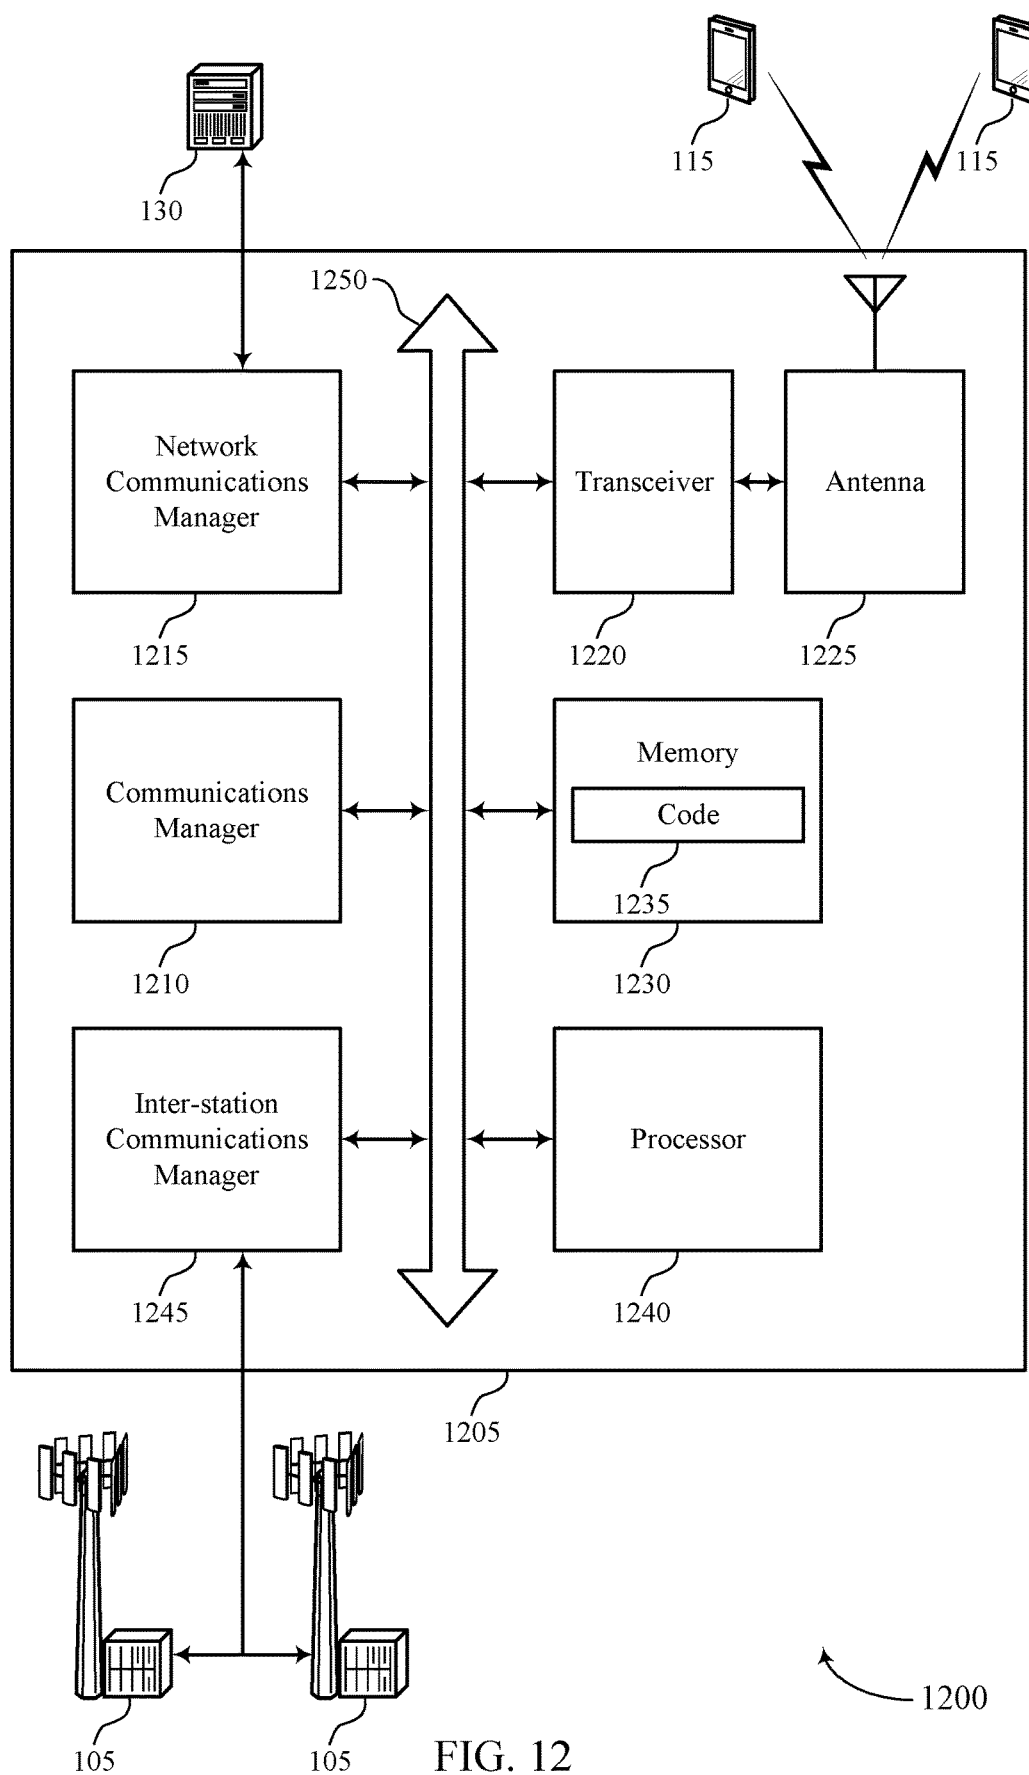 130
115
115
1250
Network
Communications
Manager
Transceiver
Antenna
1215
1220
1225
Communications
Manager
Memory
Code
1235
1210
1230
Inter-station
Communications
Manager
Processor
1245
1240
1205
1200
105
105
FIG. 12